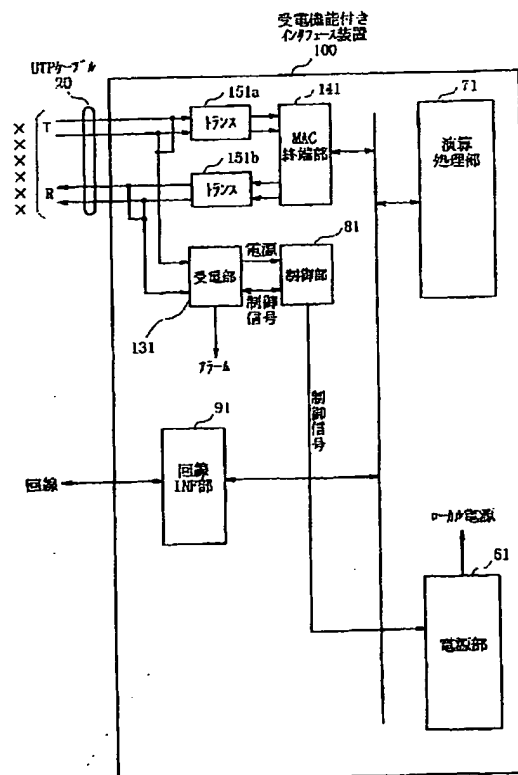 受電機能付き
インタフェース装置
100
UTPケーブル
20
T
R
151a
トランス
151b
トランス
141
MAC
終端部
71
演算
処理部
受電部
131
電源
制御
信号
81
制御部
アラーム
制御
信号
91
回線
INF部
回線
ローカル電源
61
電源部